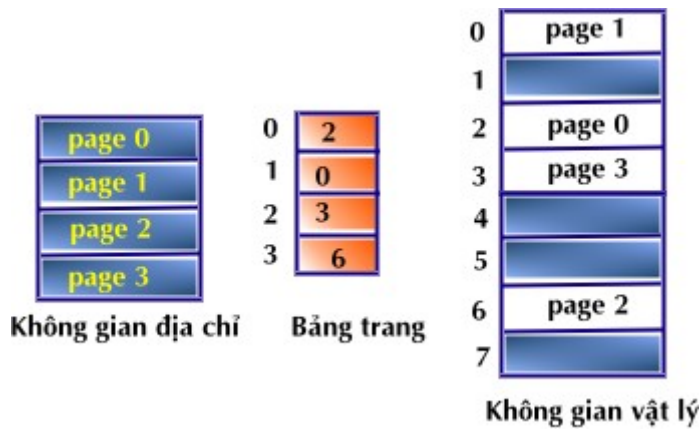 page 0
page 1
page 2
page 3
Không gian địa chỉ
0 2
1 0
2 3
3 6
Bảng trang
0 page 1
1
2 page 0
3 page 3
4
5
6 page 2
7
Không gian vật lý